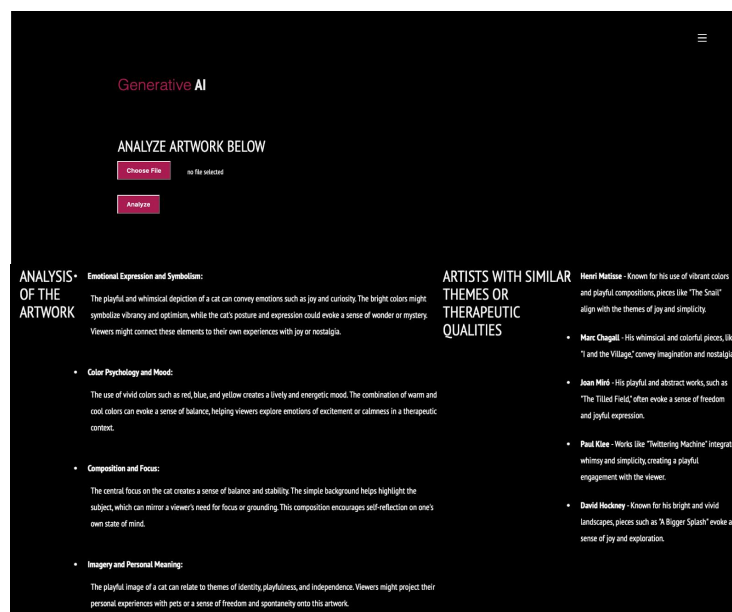 Generative AI
ANALYZE ARTWORK BELOW
Choose File no file selected
Analyze
ANALYSIS
OF THE
ARTWORK
• Emotional Expression and Symbolism:
The playful and whimsical depiction of a cat can convey emotions such as joy and curiosity. The bright colors might
symbolize vibrancy and optimism, while the cat's posture and expression could evoke a sense of wonder or mystery.
Viewers might connect these elements to their own experiences with joy or nostalgia.
• Color Psychology and Mood:
The use of vivid colors such as red, blue, and yellow creates a lively and energetic mood. The combination of warm and
cool colors can evoke a sense of balance, helping viewers explore emotions of excitement or calmness in a therapeutic
context.
• Composition and Focus:
The central focus on the cat creates a sense of balance and stability. The simple background helps highlight the
subject, which can mirror a viewer's need for focus or grounding. This composition encourages self-reflection on one's
own state of mind.
• Imagery and Personal Meaning:
The playful image of a cat can relate to themes of identity, playfulness, and independence. Viewers might project their
personal experiences with pets or a sense of freedom and spontaneity onto this artwork.
ARTISTS WITH SIMILAR
THEMES OR
THERAPEUTIC
QUALITIES
Henri Matisse - Known for his use of vibrant colors
and playful compositions, pieces like "The Snail"
align with the themes of joy and simplicity.
• Marc Chagall - His whimsical and colorful pieces, lik
"I and the Village," convey imagination and nostalgia
• Joan Miró - His playful and abstract works, such as
"The Tilled Field," often evoke a sense of freedom
and joyful expression.
• Paul Klee - Works like "Twittering Machine" integrat
whimsy and simplicity, creating a playful
engagement with the viewer.
• David Hockney - Known for his bright and vivid
landscapes, pieces such as "A Bigger Splash" evoke a
sense of joy and exploration.